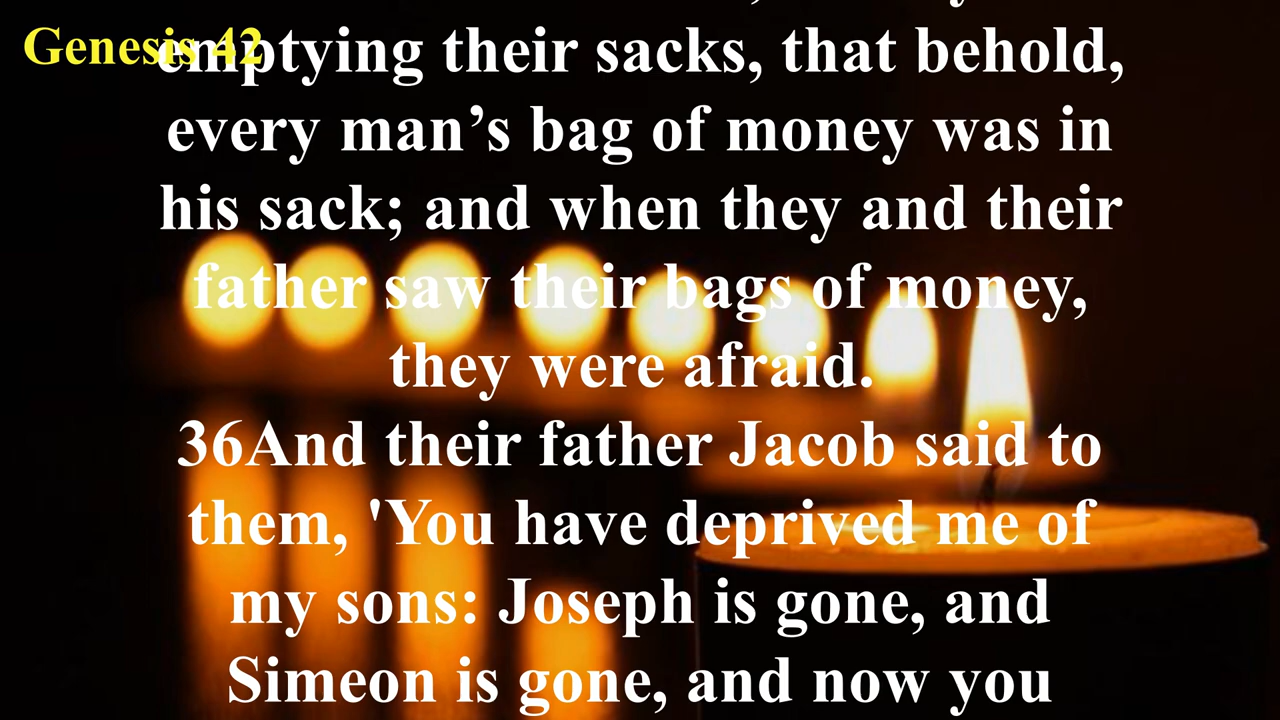 Genesis 42
emptying their sacks, that behold,
every man’s bag of money was in
his sack; and when they and their
father saw their bags of money,
they were afraid.
36And their father Jacob said to
them, 'You have deprived me of
my sons: Joseph is gone, and
Simeon is gone, and now you